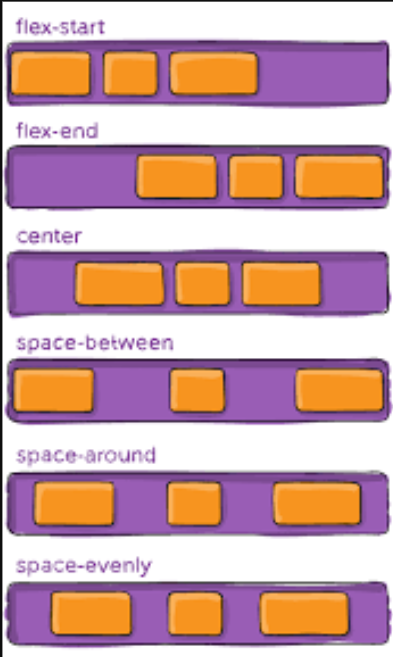 flex-start
flex-end
center
space-between
space-around
space-evenly